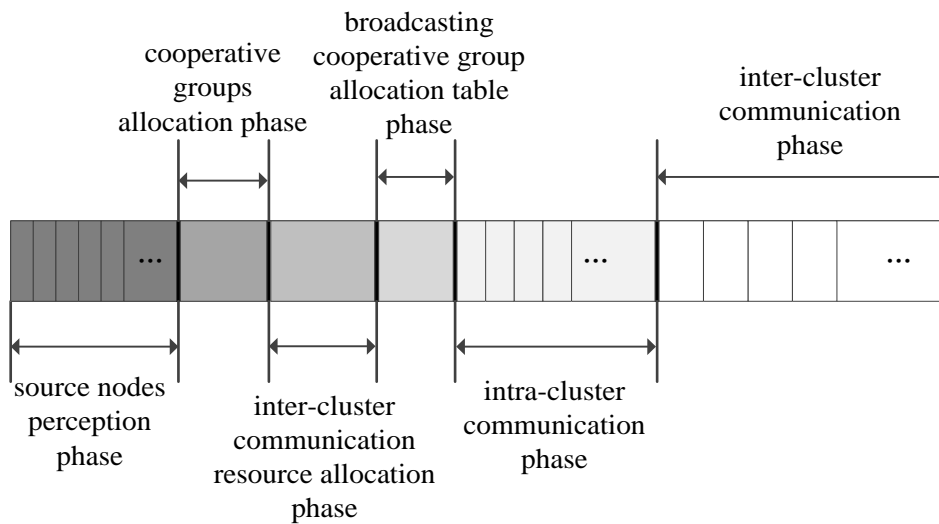 broadcasting
cooperative group
allocation table
phase
cooperative
groups
allocation phase
inter-cluster
communication
phase
...
...
...
source nodes
perception
phase
inter-cluster
communication
resource allocation
phase
intra-cluster
communication
phase